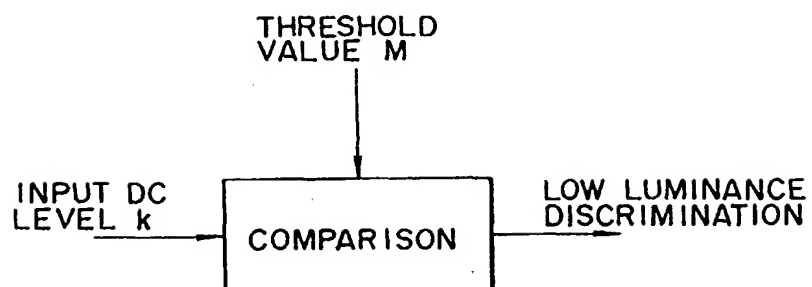 THRESHOLD
VALUE M
INPUT DC
LEVEL k
COMPARISON
LOW LUMINANCE
DISCRIMINATION